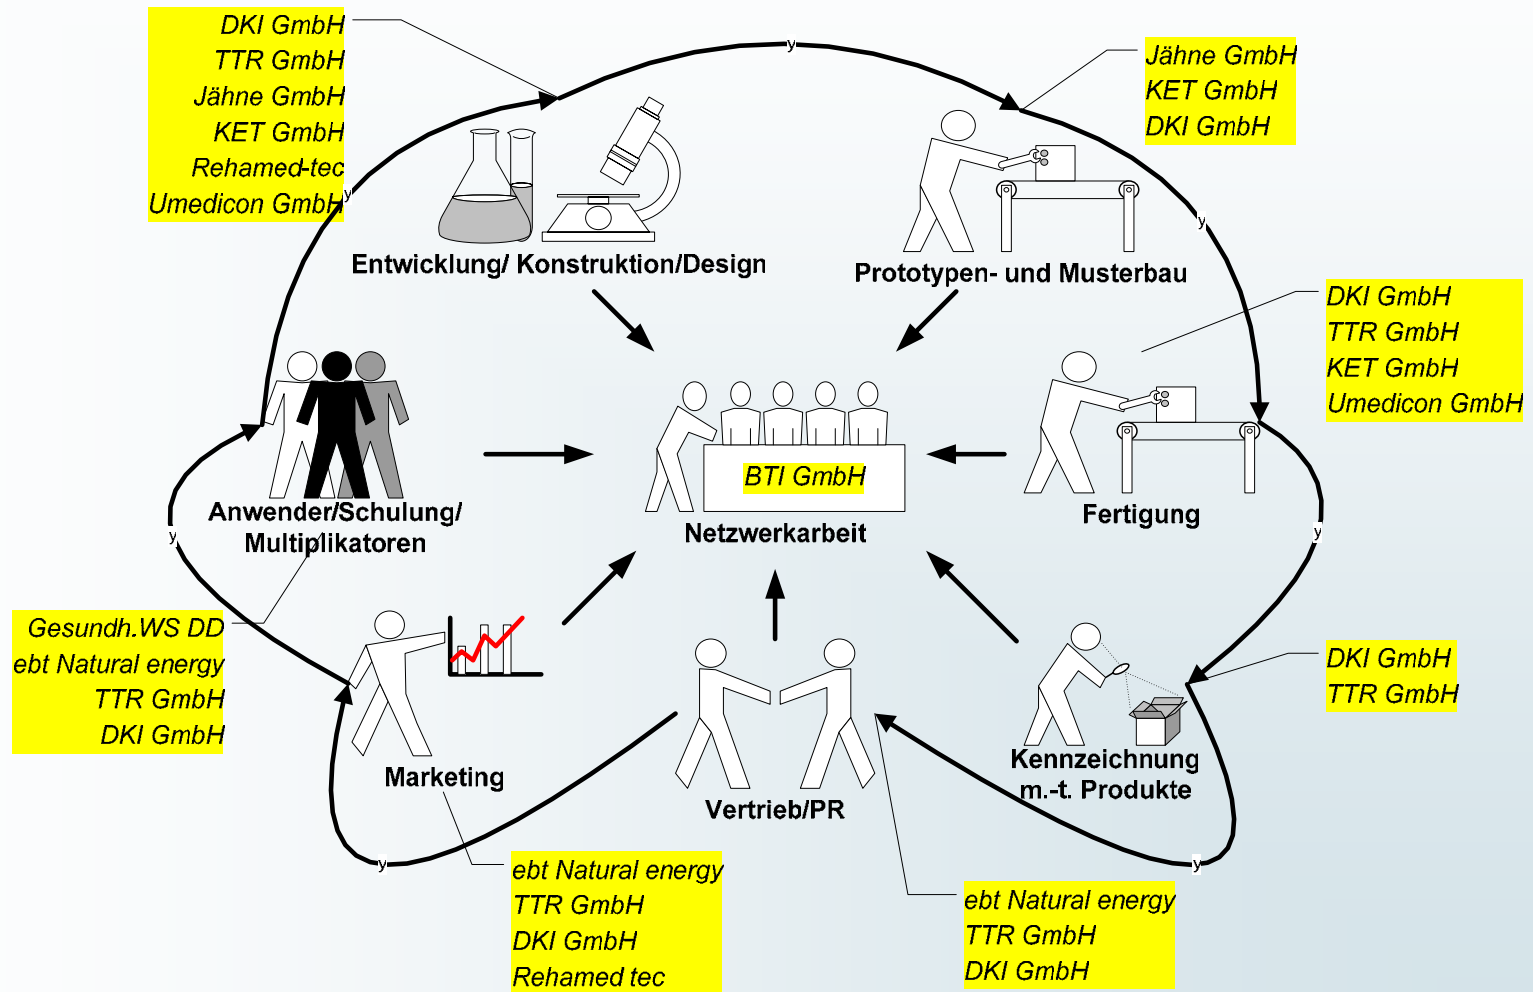 DKI GmbH
TTR GmbH
Jähne GmbH
KET GmbH
Rehamed-tec
Umedicon GmbH
y
y
Jähne GmbH
KET GmbH
DKI GmbH
y
Entwicklung/ Konstruktion/Design
Prototypen- und Musterbau
DKI GmbH
TTR GmbH
KET GmbH
Umedicon GmbH
BTI GmbH
Netzwerkarbeit
Anwender/Schulung/
Multiplikatoren
y
Fertigung
y
Gesundh.WS DD
ebt Natural energy
TTR GmbH
DKI GmbH
DKI GmbH
TTR GmbH
Marketing
Vertrieb/PR
Kennzeichnung
m.-t. Produkte
y
y
ebt Natural energy
TTR GmbH
DKI GmbH
Rehamed tec
ebt Natural energy
TTR GmbH
DKI GmbH